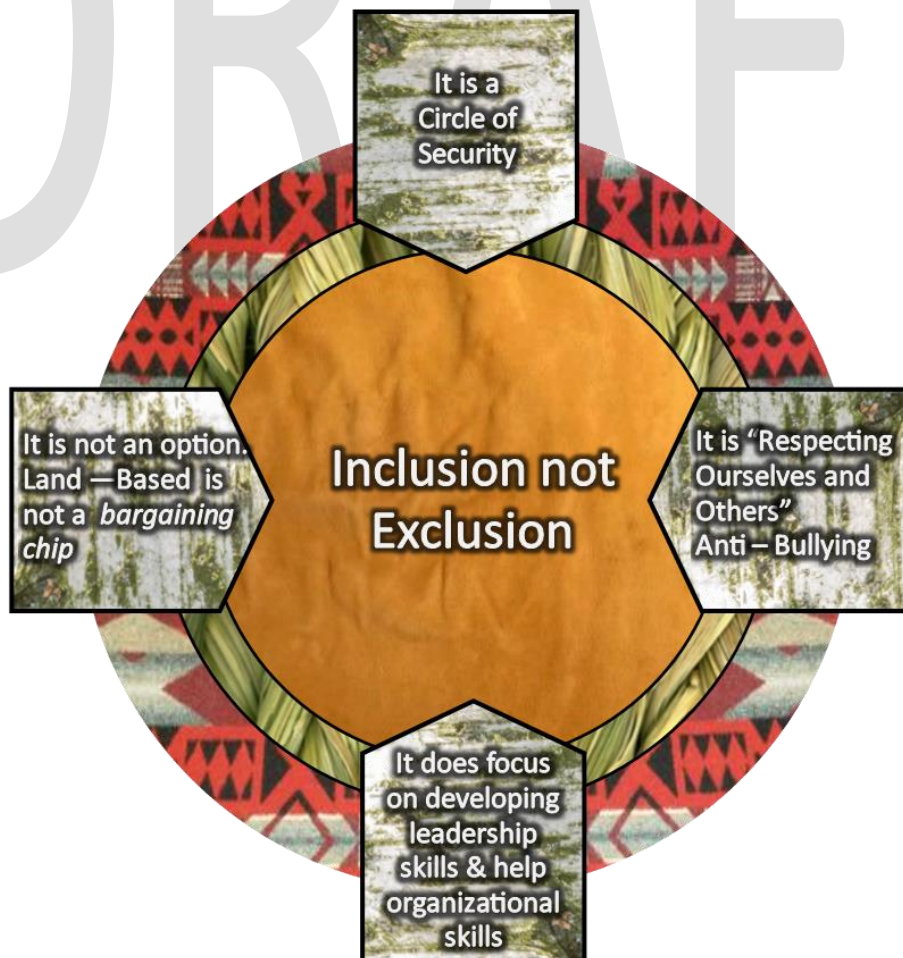 DRAF
It is a
Circle of
Security
It is not an option.
Land –Based is
not a bargaining
chip
Inclusion not
Exclusion
It is “Respecting
Ourselves and
Others”
Anti – Bullying
It does focus
on developing
leadership
skills & help
organizational
skills